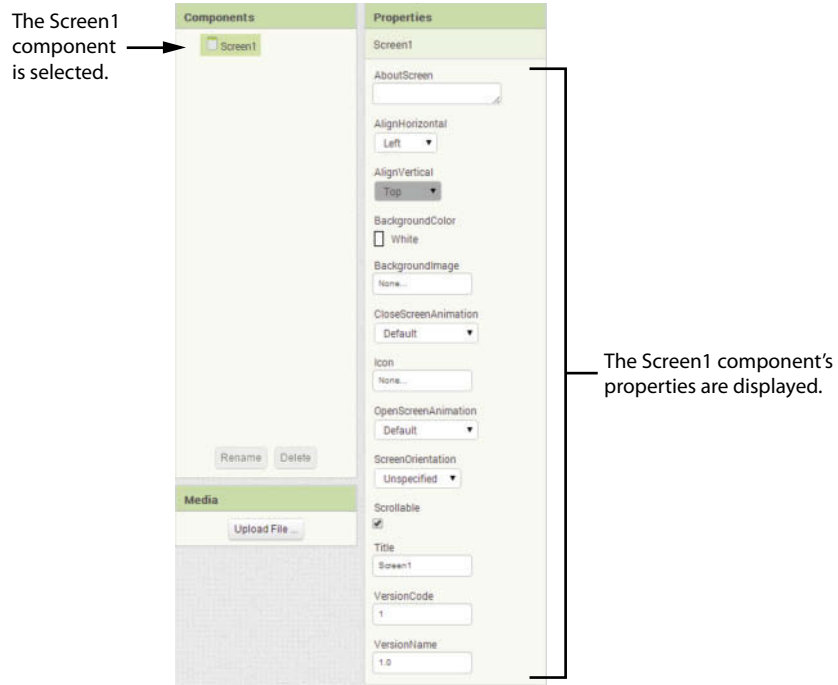 The Screen1
component
is selected.
Components
Screen1
Rename Delete
Media
Upload File ...
Properties
Screen1
AboutScreen
AlignHorizontal
Left
AlignVertical
Top
BackgroundColor
White
BackgroundImage
None...
CloseScreenAnimation
Default
Icon
None...
OpenScreenAnimation
Default
ScreenOrientation
Unspecified
Scrollable
Title
Screen1
VersionCode
1
VersionName
1.0
The Screen1 component's
properties are displayed.